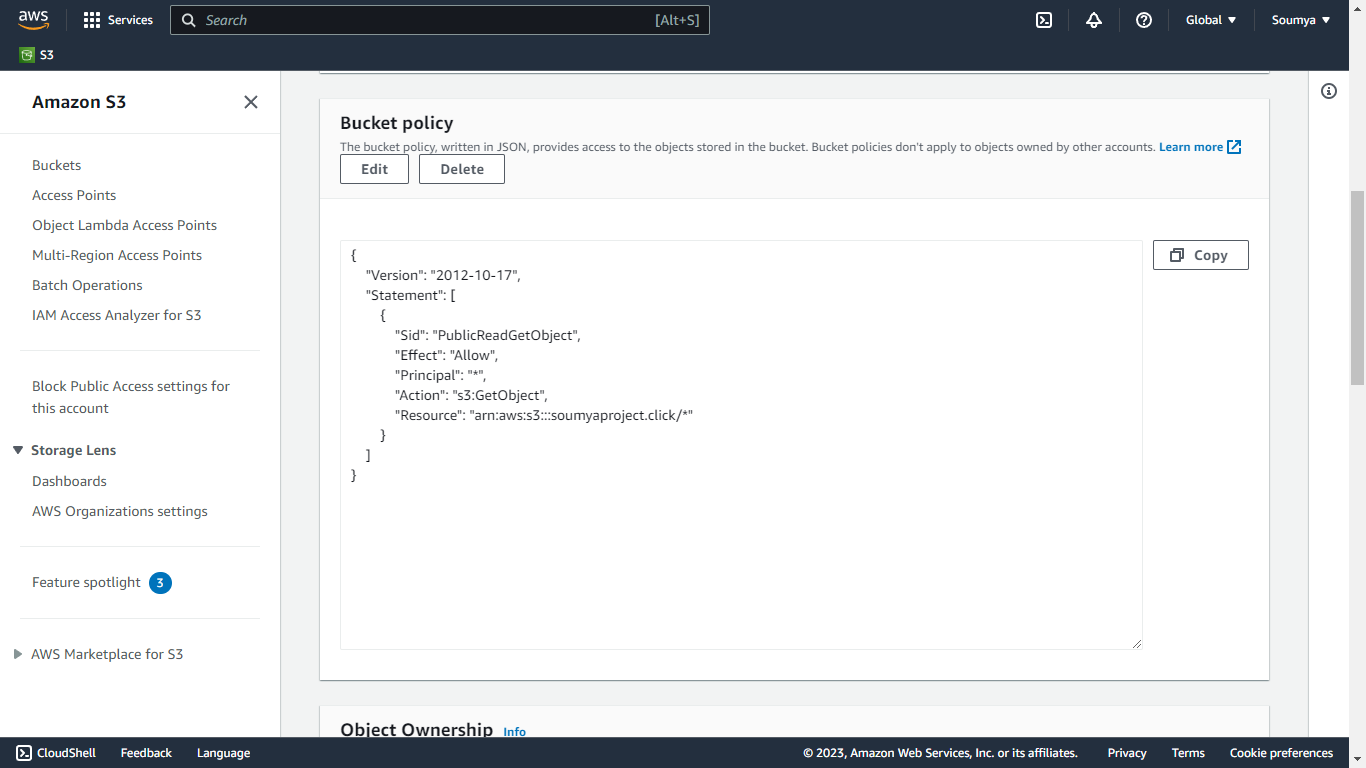 aws
Services
Search
[Alt+S]
Global
Soumya
S3
Amazon S3
Buckets
Access Points
Object Lambda Access Points
Multi-Region Access Points
Batch Operations
IAM Access Analyzer for S3
Block Public Access settings for
this account
Storage Lens
Dashboards
AWS Organizations settings
Feature spotlight 3
AWS Marketplace for S3
Bucket policy
The bucket policy, written in JSON, provides access to the objects stored in the bucket. Bucket policies don't apply to objects owned by other accounts. Learn more
Edit
Delete
Copy
{
"Version": "2012-10-17",
"Statement": [
{
"Sid": "PublicReadGetObject",
"Effect": "Allow",
"Principal": "*",
"Action": "s3:GetObject",
"Resource": "arn:aws:s3:::soumyaproject.click/*"
}
]
}
Object Ownership Info
CloudShell
Feedback
Language
© 2023, Amazon Web Services, Inc. or its affiliates.
Privacy
Terms
Cookie preferences